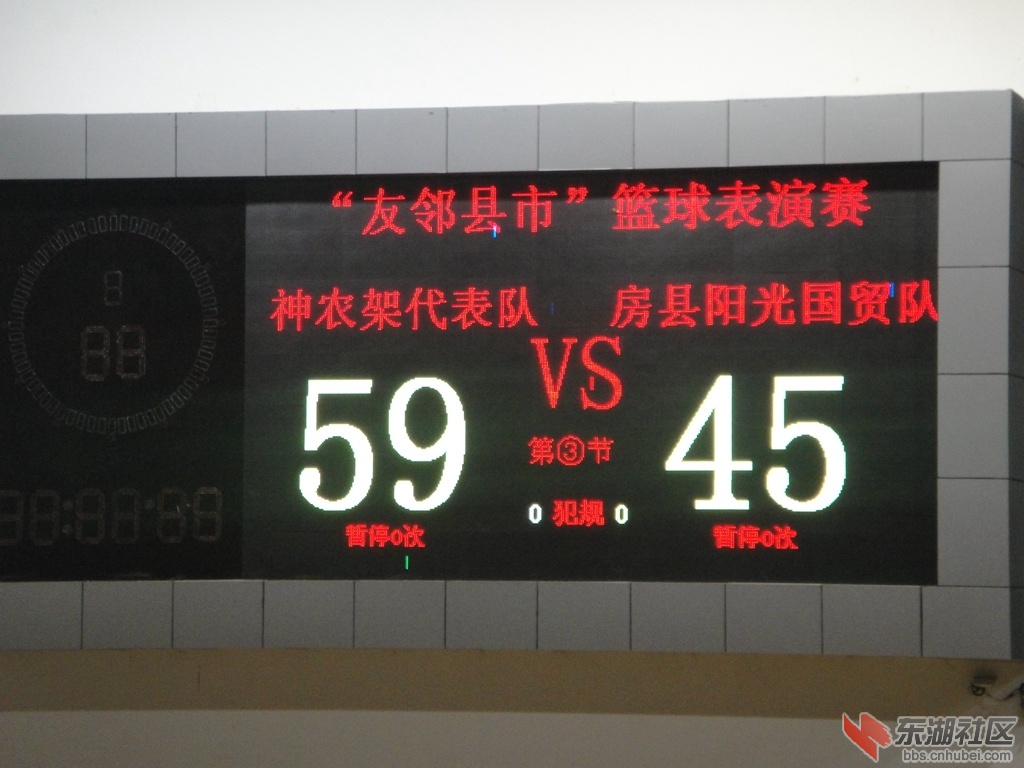 “友邻县市”篮球表演赛
神农架代表队 房县阳光国贸队
VS
59 45
第③节
0 犯规 0
暂停0次 暂停0次
东湖社区
bbs.cnhubei.com